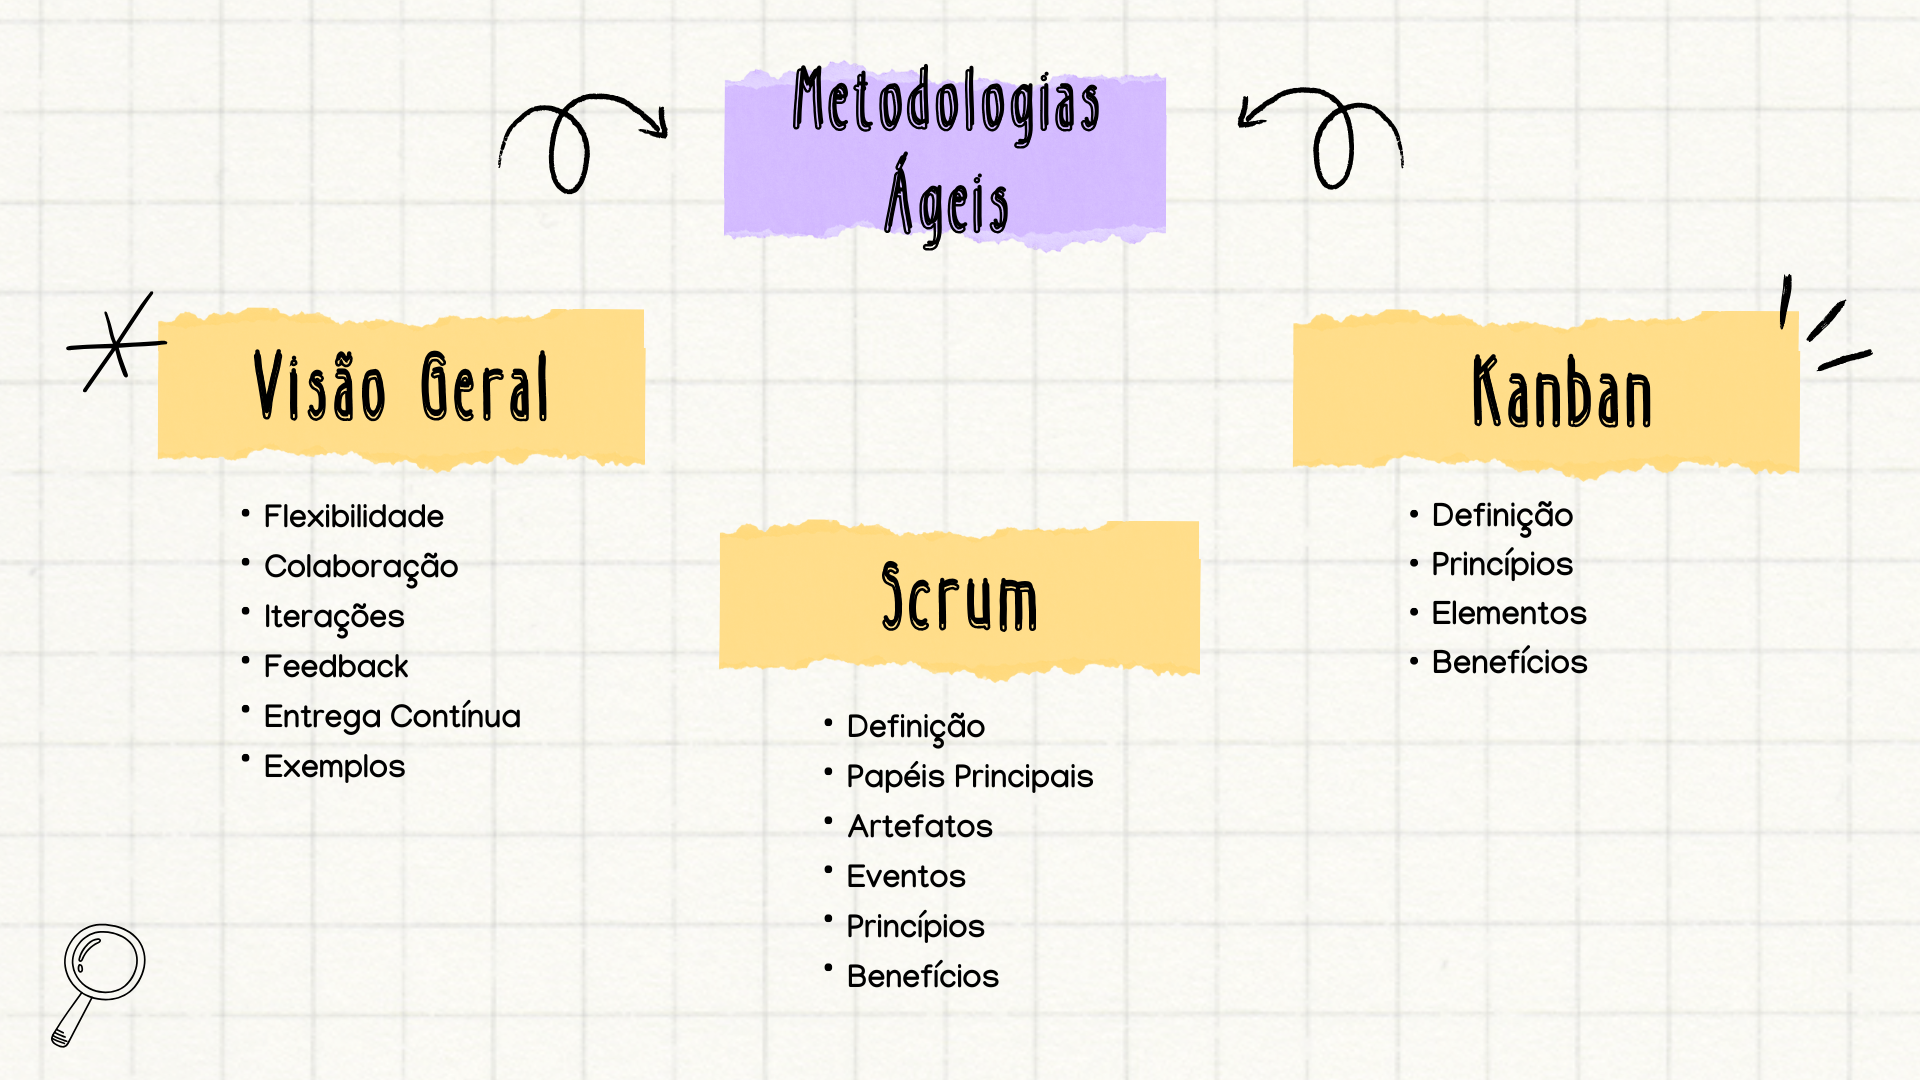 Metodologias
Ágeis
Visão Geral
• Flexibilidade
• Colaboração
• Iterações
• Feedback
• Entrega Contínua
• Exemplos
Scrum
• Definição
• Papéis Principais
• Artefatos
• Eventos
• Princípios
• Benefícios
Kanban
• Definição
• Princípios
• Elementos
• Benefícios